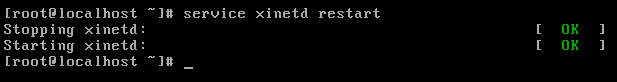 [root@localhost ~]# service xinetd restart
Stopping xinetd:                                           [  OK  ]
Starting xinetd:                                           [  OK  ]
[root@localhost ~]# _